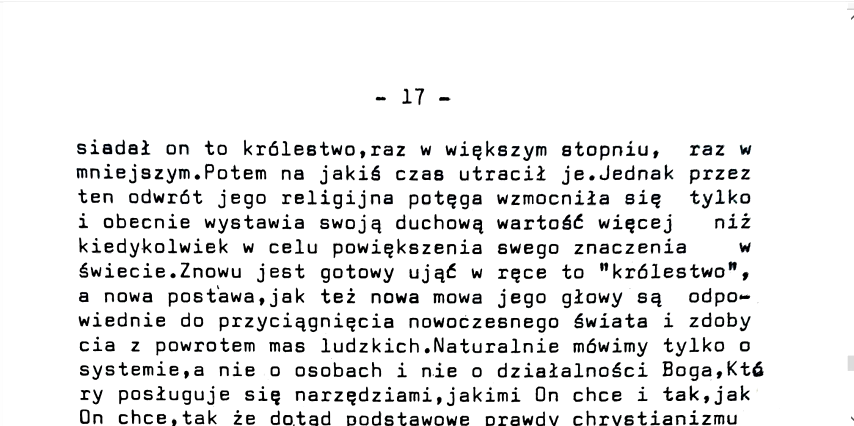 - 17 -
siadał on to królestwo,raz w większym stopniu, raz w
mniejszym.Potem na jakiś czas utracił je.Jednak przez
ten odwrót jego religijna potęga wzmocniła się tylko
i obecnie wystawia swoją duchową wartość więcej niż
kiedykolwiek w celu powiększenia swego znaczenia w
świecie.Znowu jest gotowy ująć w ręce to "królestwo",
a nowa postawa,jak też nowa mowa jego głowy są odpo-
wiednie do przyciągnięcia nowoczesnego świata i zdoby
cia z powrotem mas ludzkich.Naturalnie mówimy tylko o
systemie,a nie o osobach i nie o działalności Boga,Któ
ry posługuje się narzędziami,jakimi On chce i tak,jak
On chce,tak że dotąd podstawowe prawdy chrystianizmu